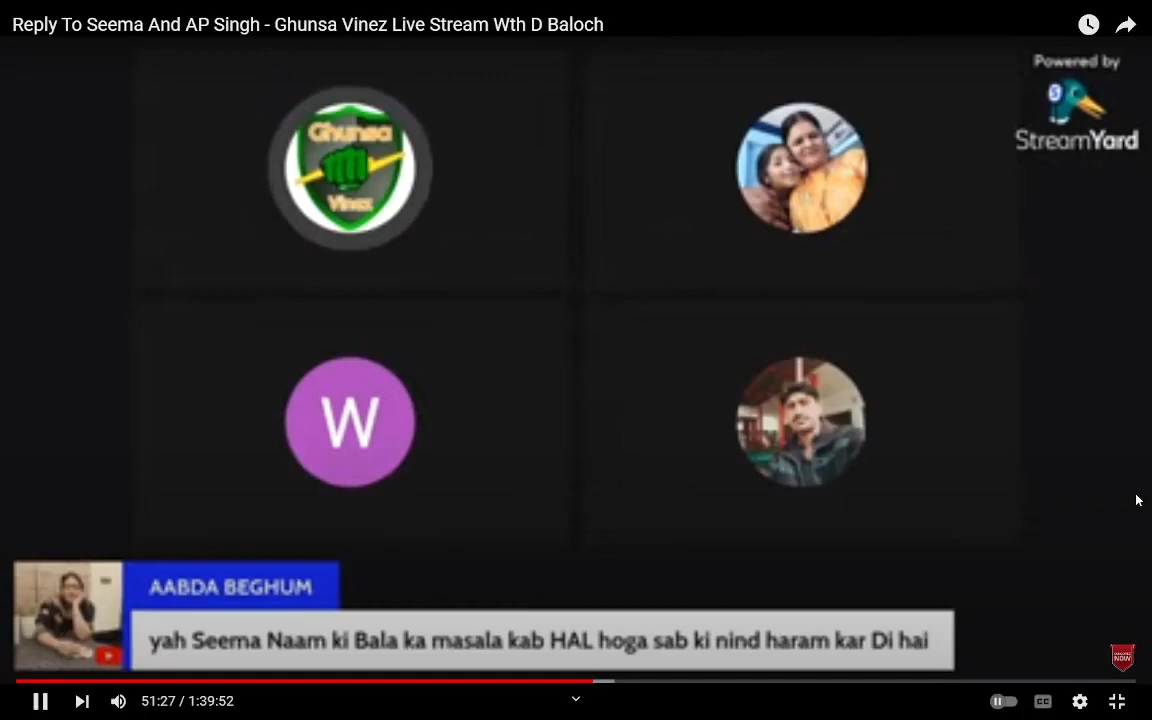 Reply To Seema And AP Singh - Ghunsa Vinez Live Stream Wth D Baloch
Powered by
StreamYard
Ghunsa
Vinez
W
AABDA BEGHUM
yah Seema Naam ki Bala ka masala kab HAL hoga sab ki nind haram kar Di hai
NOW
51:27 / 1:39:52
CC